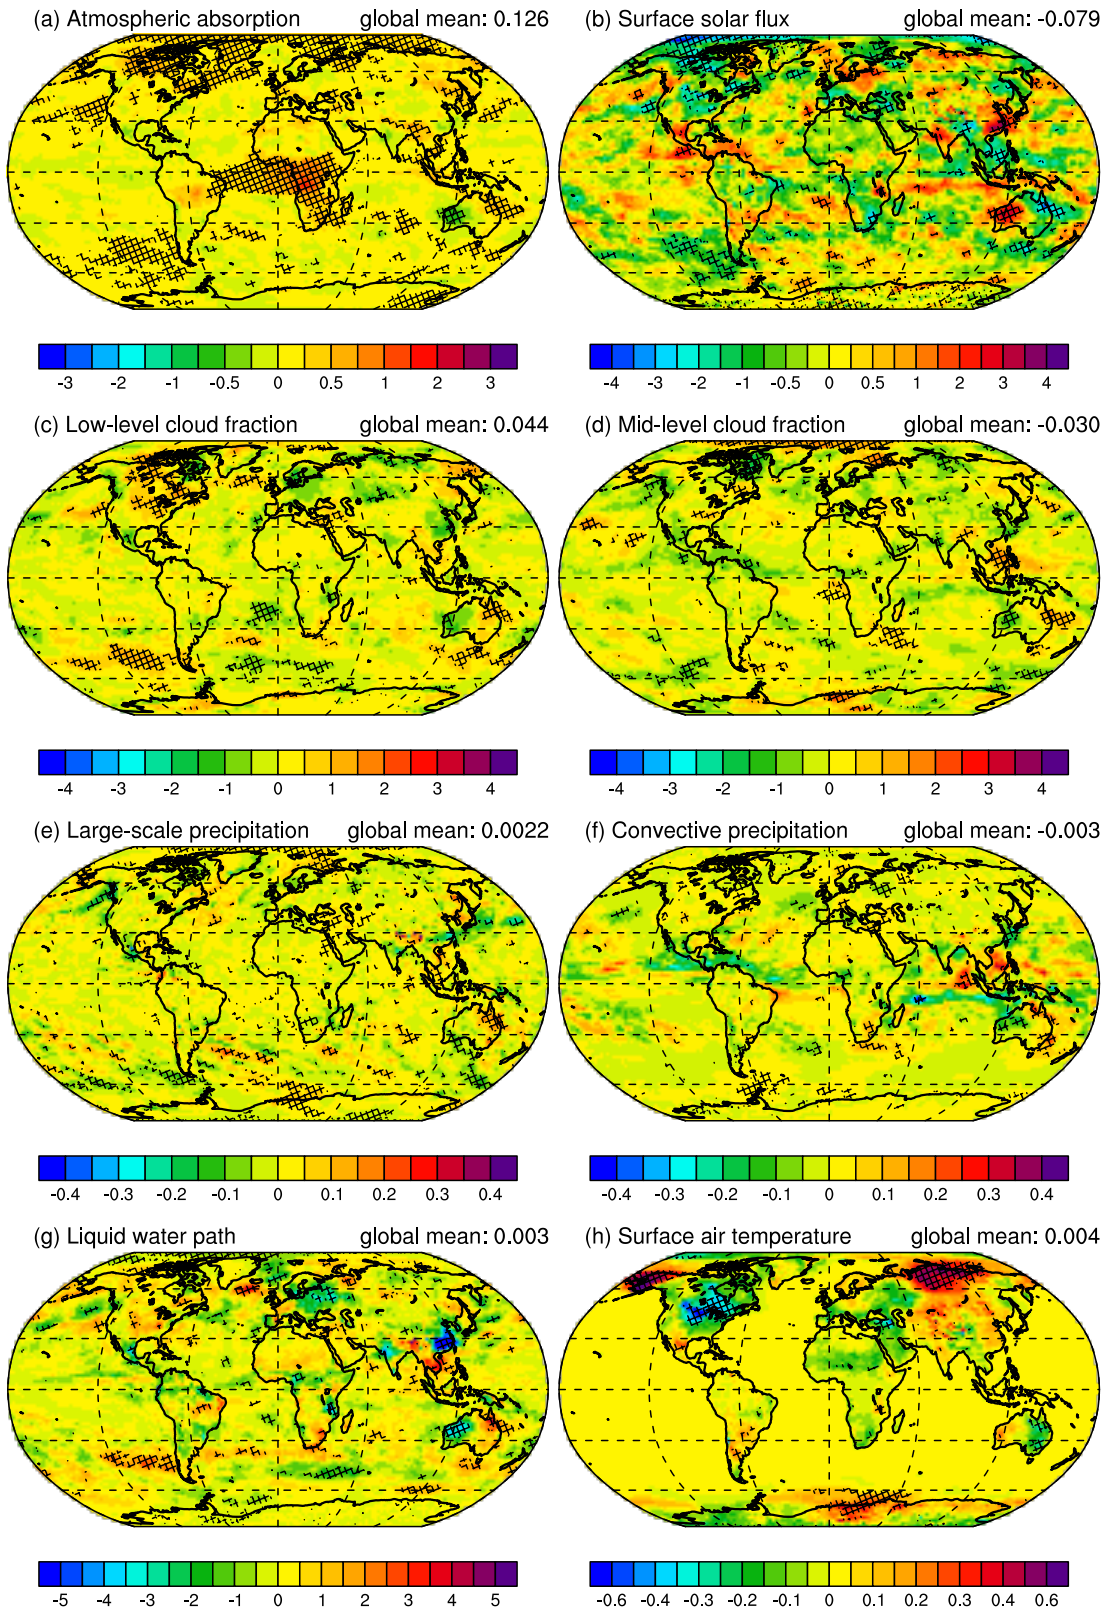 (a) Atmospheric absorption global mean: 0.126
(b) Surface solar flux global mean: -0.079
-3 -2 -1 -0.5 0 0.5 1 2 3
-4 -3 -2 -1 -0.5 0 0.5 1 2 3 4
(c) Low-level cloud fraction global mean: 0.044
(d) Mid-level cloud fraction global mean: -0.030
-4 -3 -2 -1 0 1 2 3 4
-4 -3 -2 -1 0 1 2 3 4
(e) Large-scale precipitation global mean: 0.0022
(f) Convective precipitation global mean: -0.003
-0.4 -0.3 -0.2 -0.1 0 0.1 0.2 0.3 0.4
-0.4 -0.3 -0.2 -0.1 0 0.1 0.2 0.3 0.4
(g) Liquid water path global mean: 0.003
(h) Surface air temperature global mean: 0.004
-5 -4 -3 -2 -1 0 1 2 3 4 5
-0.6 -0.4 -0.3 -0.2 -0.1 0 0.1 0.2 0.3 0.4 0.6